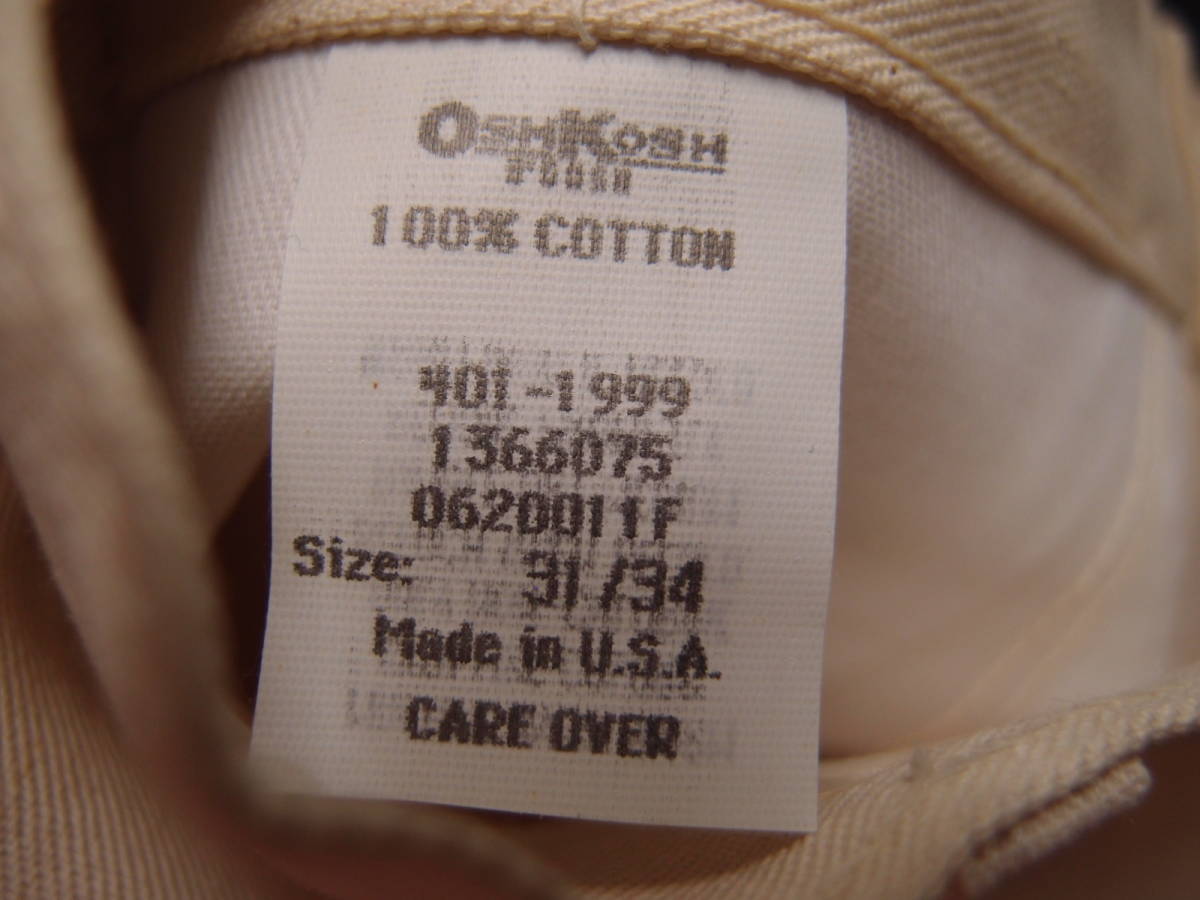 OshKosh
100% COTTON
401-1999
1366075
0620011F
Size: 31/34
Made in U.S.A.
CARE OVER